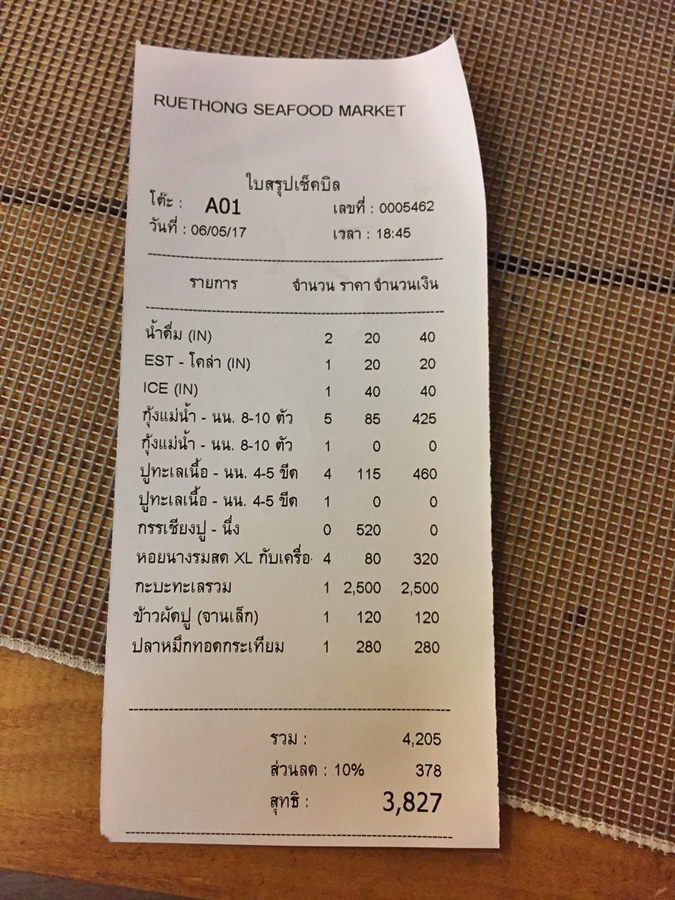 RUETHONG SEAFOOD MARKET
ใบสรุปเช็คบิล
โต๊ะ : A01 เลขที่ : 0005462
วันที่ : 06/05/17 เวลา : 18:45
รายการ จำนวน ราคา จำนวนเงิน
น้ำดื่ม (IN) 2 20 40
EST - โคล่า (IN) 1 20 20
ICE (IN) 1 40 40
กุ้งแม่น้ำ - นน. 8-10 ตัว 5 85 425
กุ้งแม่น้ำ - นน. 8-10 ตัว 1 0 0
ปูทะเลเนื้อ - นน. 4-5 ขีด 4 115 460
ปูทะเลเนื้อ - นน. 4-5 ขีด 1 0 0
กรรเชียงปู - นึ่ง 0 520 0
หอยนางรมสด XL กับเครื่อ 4 80 320
กะบะทะเลรวม 1 2,500 2,500
ข้าวผัดปู (จานเล็ก) 1 120 120
ปลาหมึกทอดกระเทียม 1 280 280
รวม : 4,205
ส่วนลด : 10% 378
สุทธิ : 3,827